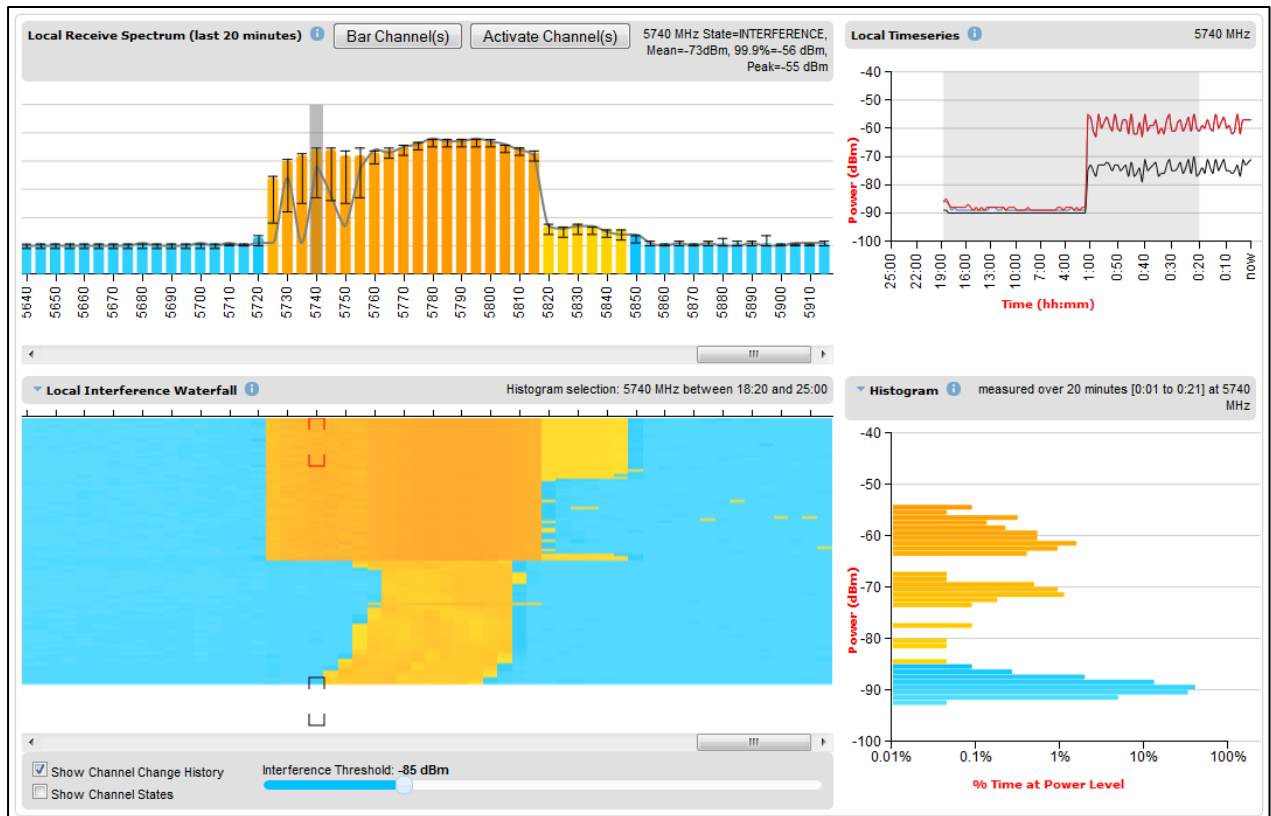 Local Receive Spectrum (last 20 minutes) i Bar Channel(s) Activate Channel(s) 5740 MHz State=INTERFERENCE,
Mean=-73dBm, 99.9%=-56 dBm,
Peak=-55 dBm
5640 5650 5660 5670 5680 5690 5700 5710 5720 5730 5740 5750 5760 5770 5780 5790 5800 5810 5820 5830 5840 5850 5860 5870 5880 5890 5900 5910
Local Timeseries i 5740 MHz
-40
-50
-60
-70
-80
-90
-100
Power (dBm)
25:00 22:00 19:00 16:00 13:00 10:00 7:00 4:00 1:00 0:50 0:40 0:30 0:20 0:10 now
Time (hh:mm)
Local Interference Waterfall i Histogram selection: 5740 MHz between 18:20 and 25:00
Show Channel Change History
Show Channel States
Interference Threshold: -85 dBm
Histogram i measured over 20 minutes [0:01 to 0:21] at 5740
MHz
-40
-50
-60
-70
-80
-90
-100
Power (dBm)
0.01% 0.1% 1% 10% 100%
% Time at Power Level